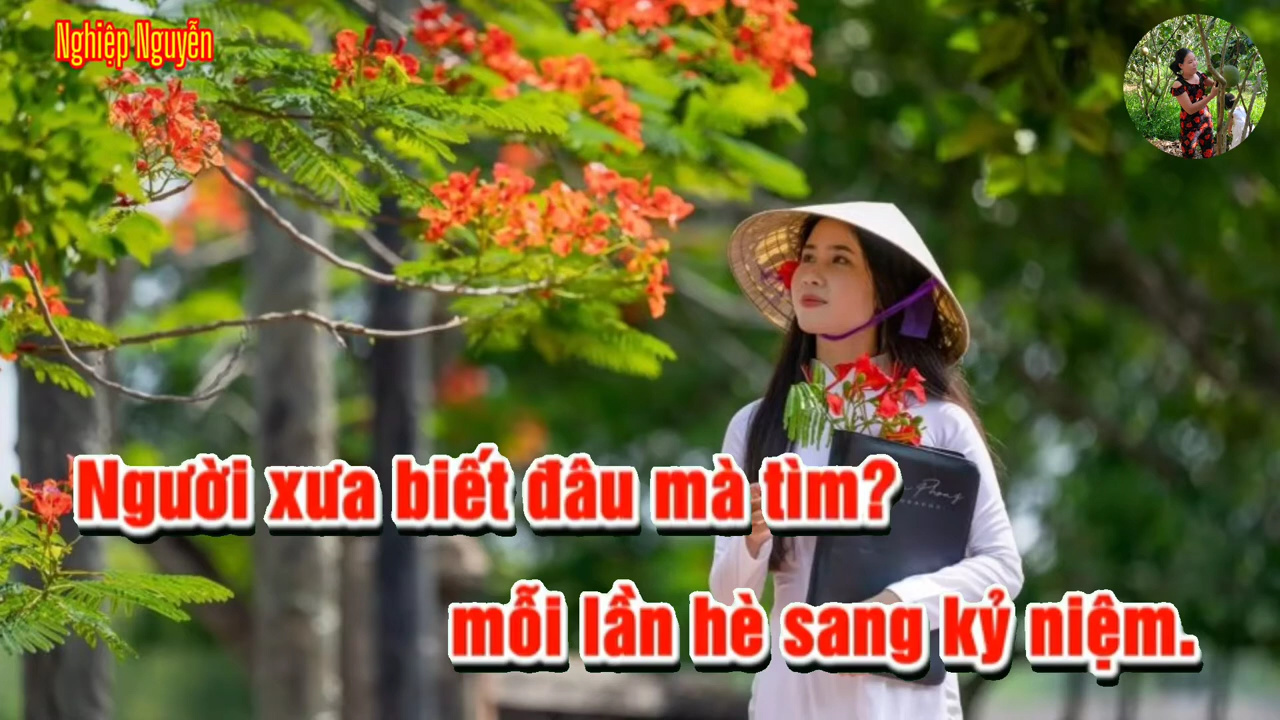 Nghiệp Nguyễn
Người xưa biết đâu mà tìm?
mỗi lần hè sang kỷ niệm.